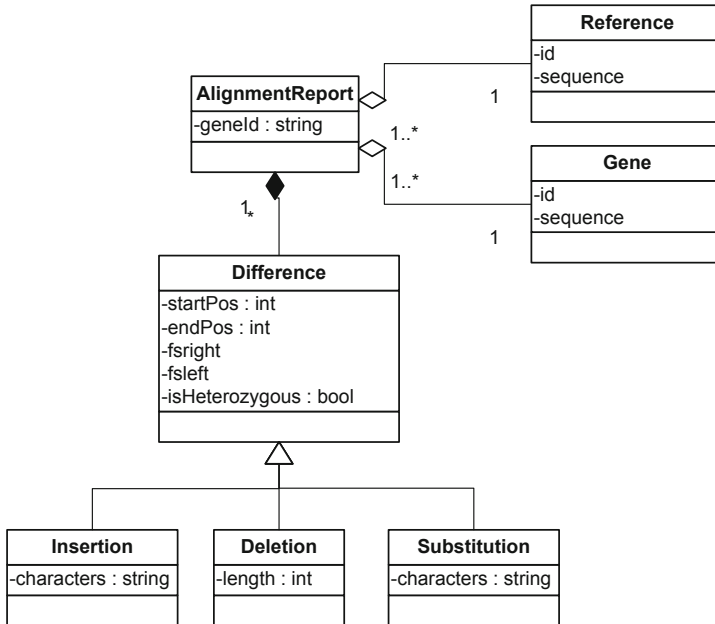 Reference
-id
-sequence
AlignmentReport
-geneId : string
1
1..*
Gene
-id
-sequence
1..*
1
1
*
Difference
-startPos : int
-endPos : int
-fsright
-fsleft
-isHeterozygous : bool
Insertion
-characters : string
Deletion
-length : int
Substitution
-characters : string